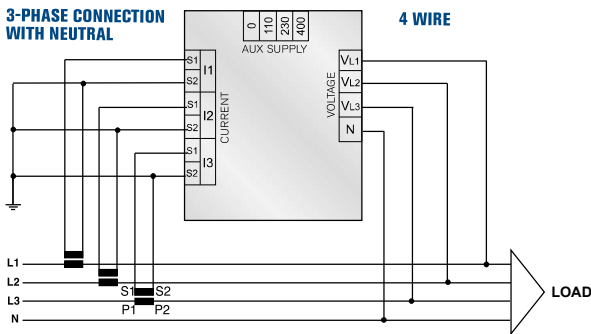 3-PHASE CONNECTION
WITH NEUTRAL
4 WIRE
0 110 230 400
AUX SUPPLY
S1 I1
S2
S1 I2
S2
S1 I3
S2
CURRENT
VOLTAGE
VL1
VL2
VL3
N
L1
L2
L3
N
S1 S2
P1 P2
LOAD